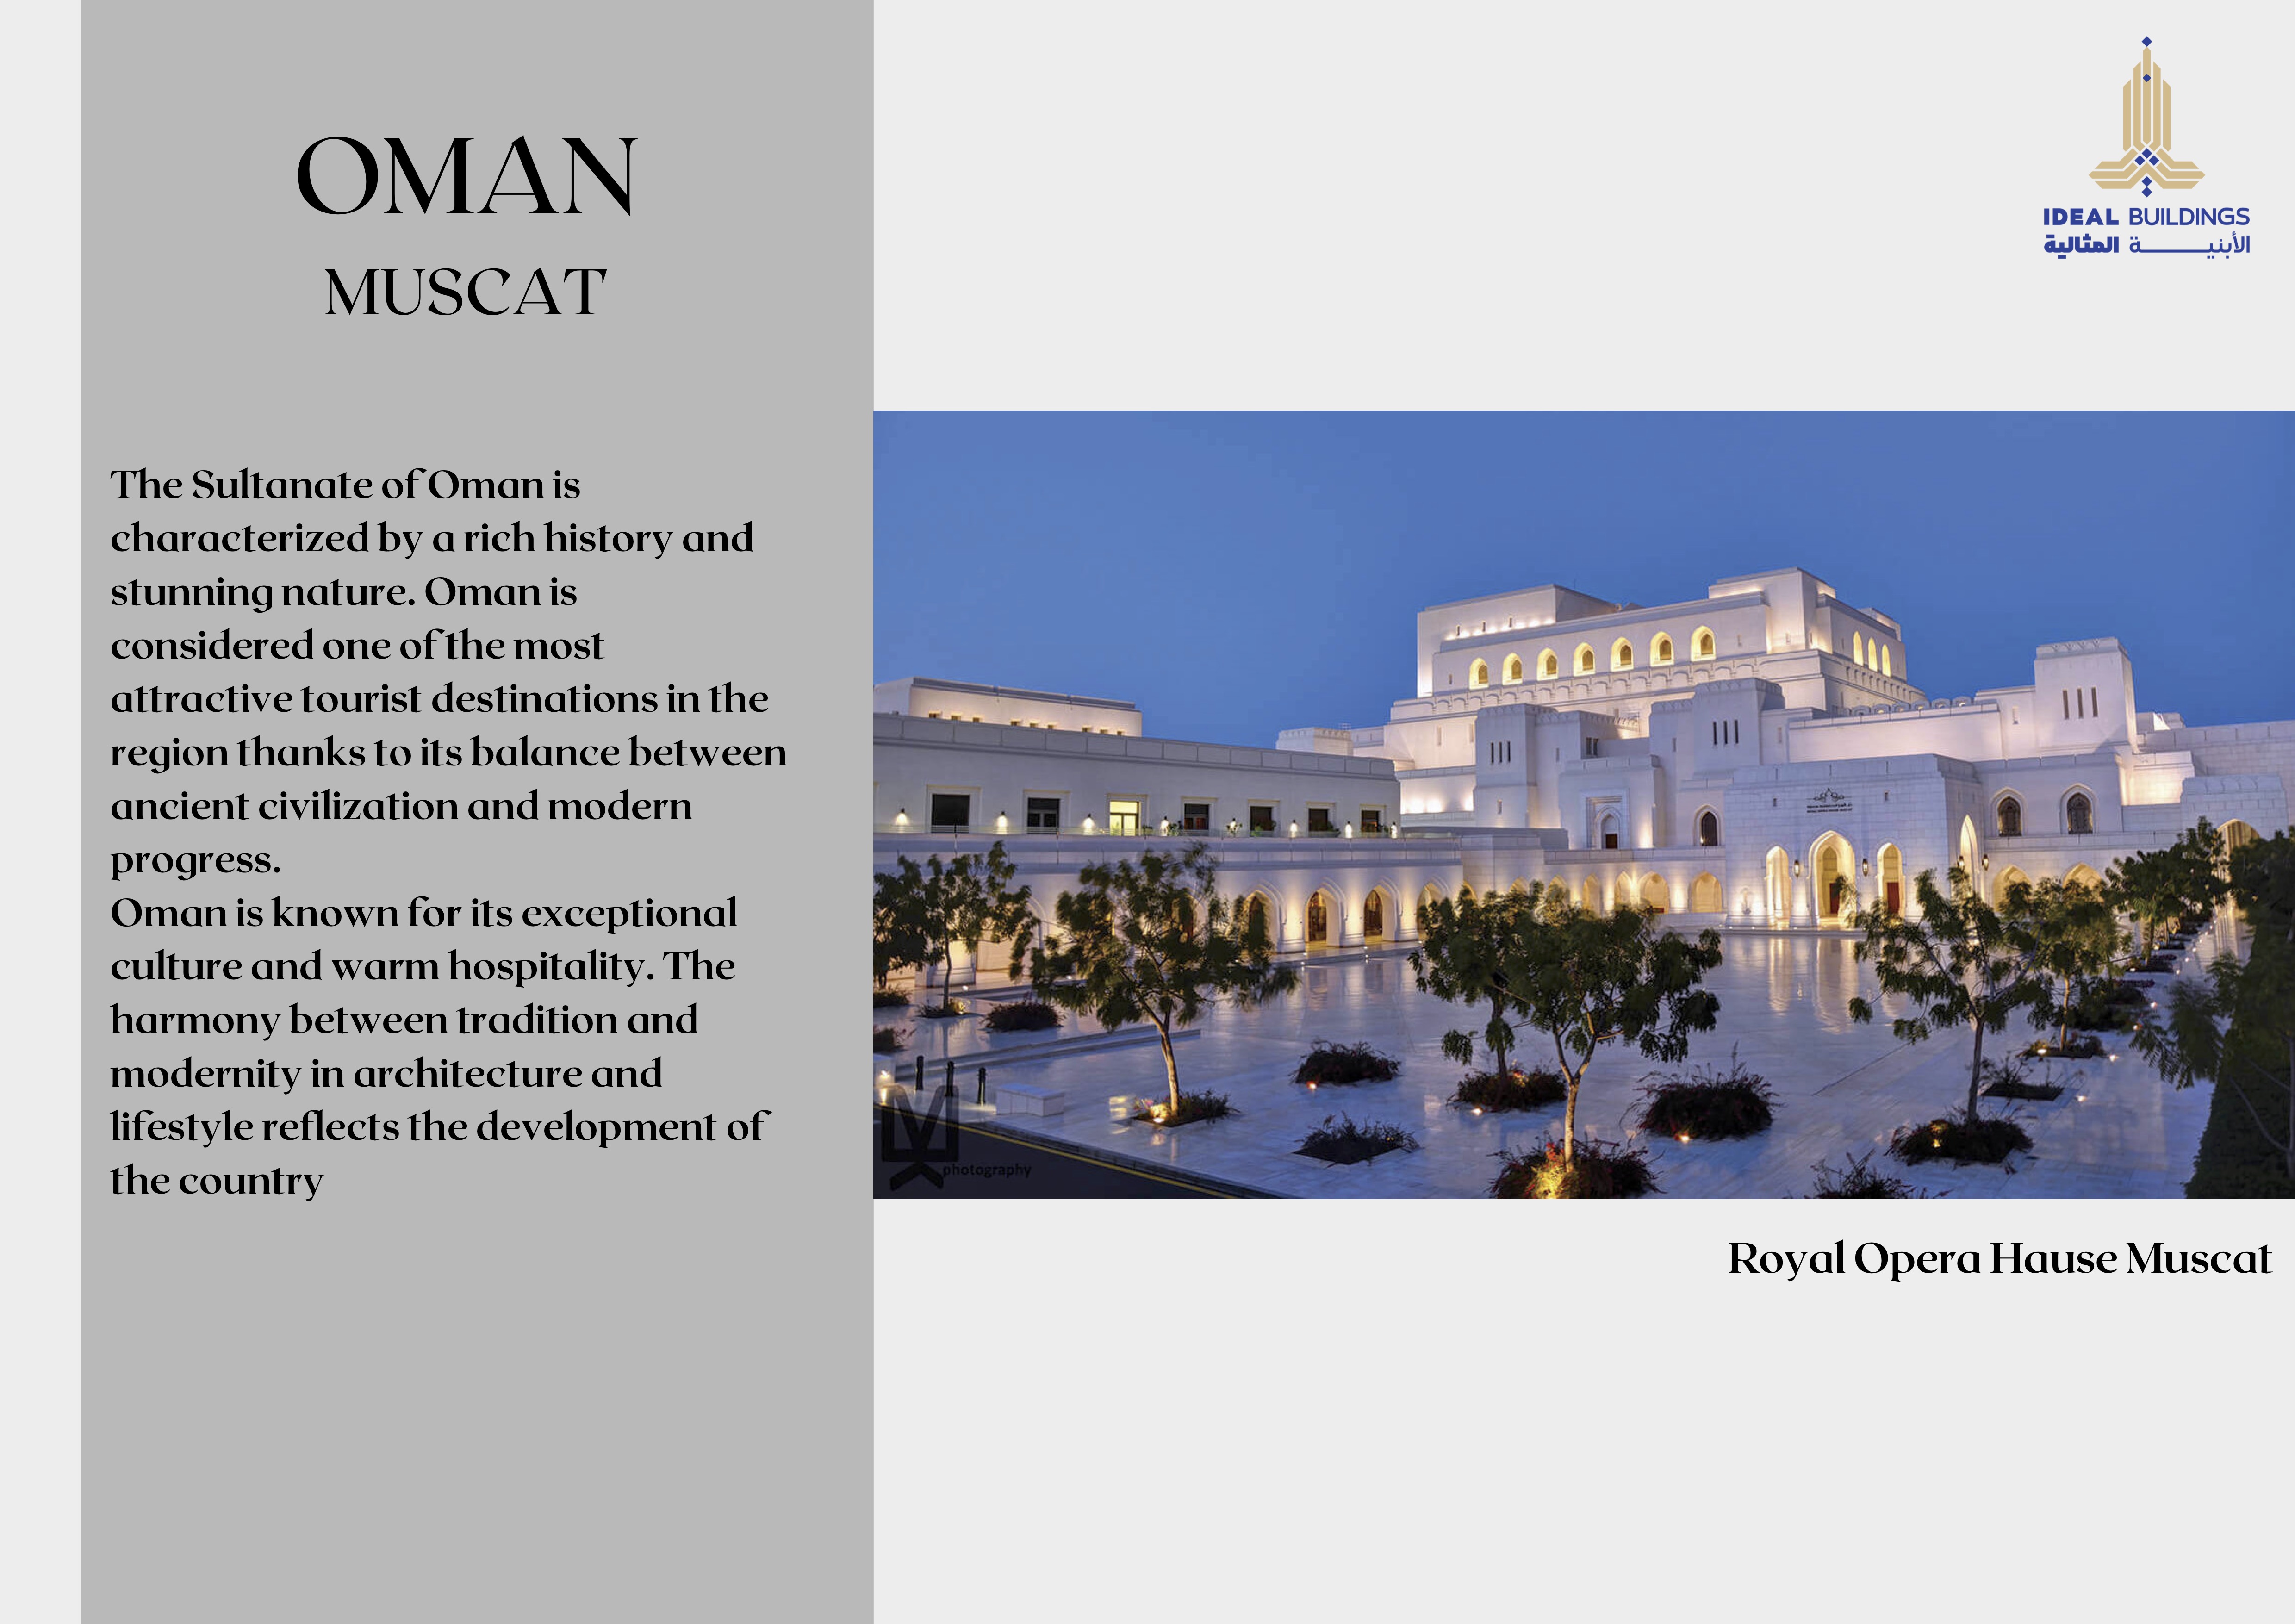 OMAN
MUSCAT
The Sultanate of Oman is
characterized by a rich history and
stunning nature. Oman is
considered one of the most
attractive tourist destinations in the
region thanks to its balance between
ancient civilization and modern
progress.
Oman is known for its exceptional
culture and warm hospitality. The
harmony between tradition and
modernity in architecture and
lifestyle reflects the development of
the country
IDEAL BUILDINGS
الأبنيـــــــة المثالية
photography
Royal Opera Hause Muscat